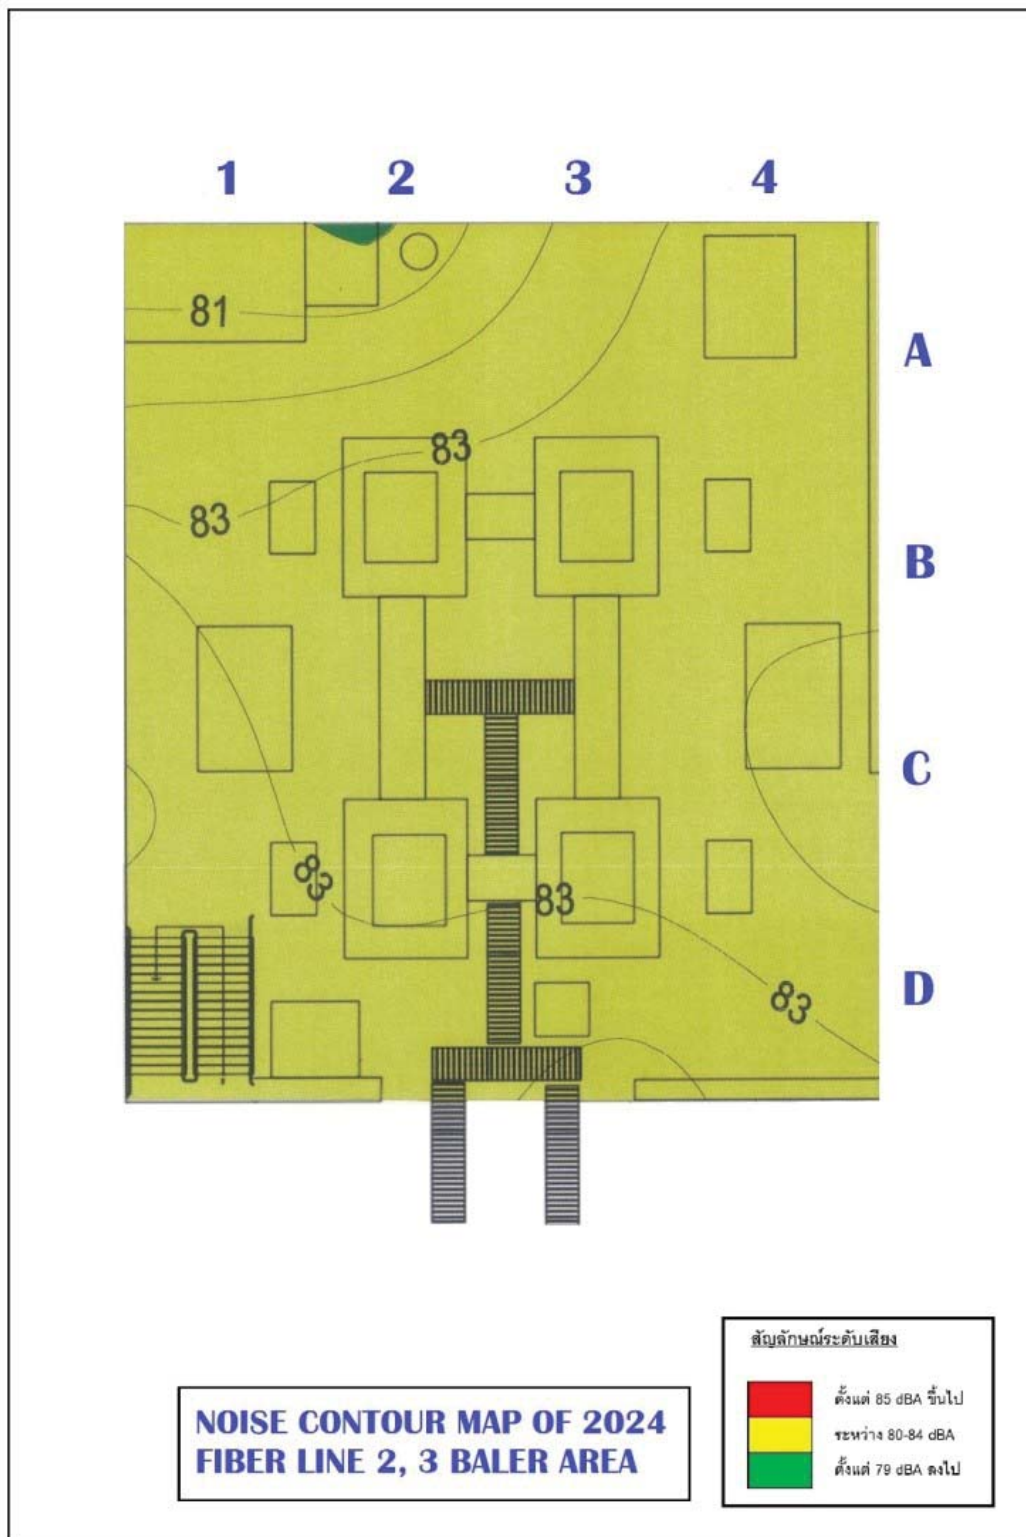 1 2 3 4
81
A
83
83
B
C
83
83
D
83
สัญลักษณ์ระดับเสียง
ตั้งแต่ 85 dBA ขึ้นไป
ระหว่าง 80-84 dBA
ตั้งแต่ 79 dBA ลงไป
NOISE CONTOUR MAP OF 2024
FIBER LINE 2, 3 BALER AREA